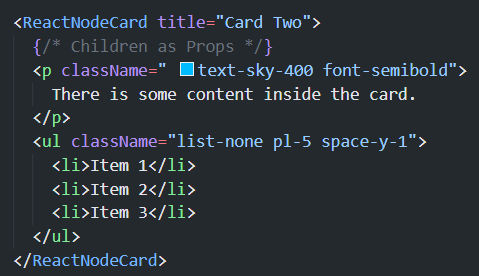 <ReactNodeCard title="Card Two">
{/* Children as Props */}
<p className=" text-sky-400 font-semibold">
There is some content inside the card.
</p>
<ul className="list-none pl-5 space-y-1">
<li>Item 1</li>
<li>Item 2</li>
<li>Item 3</li>
</ul>
</ReactNodeCard>